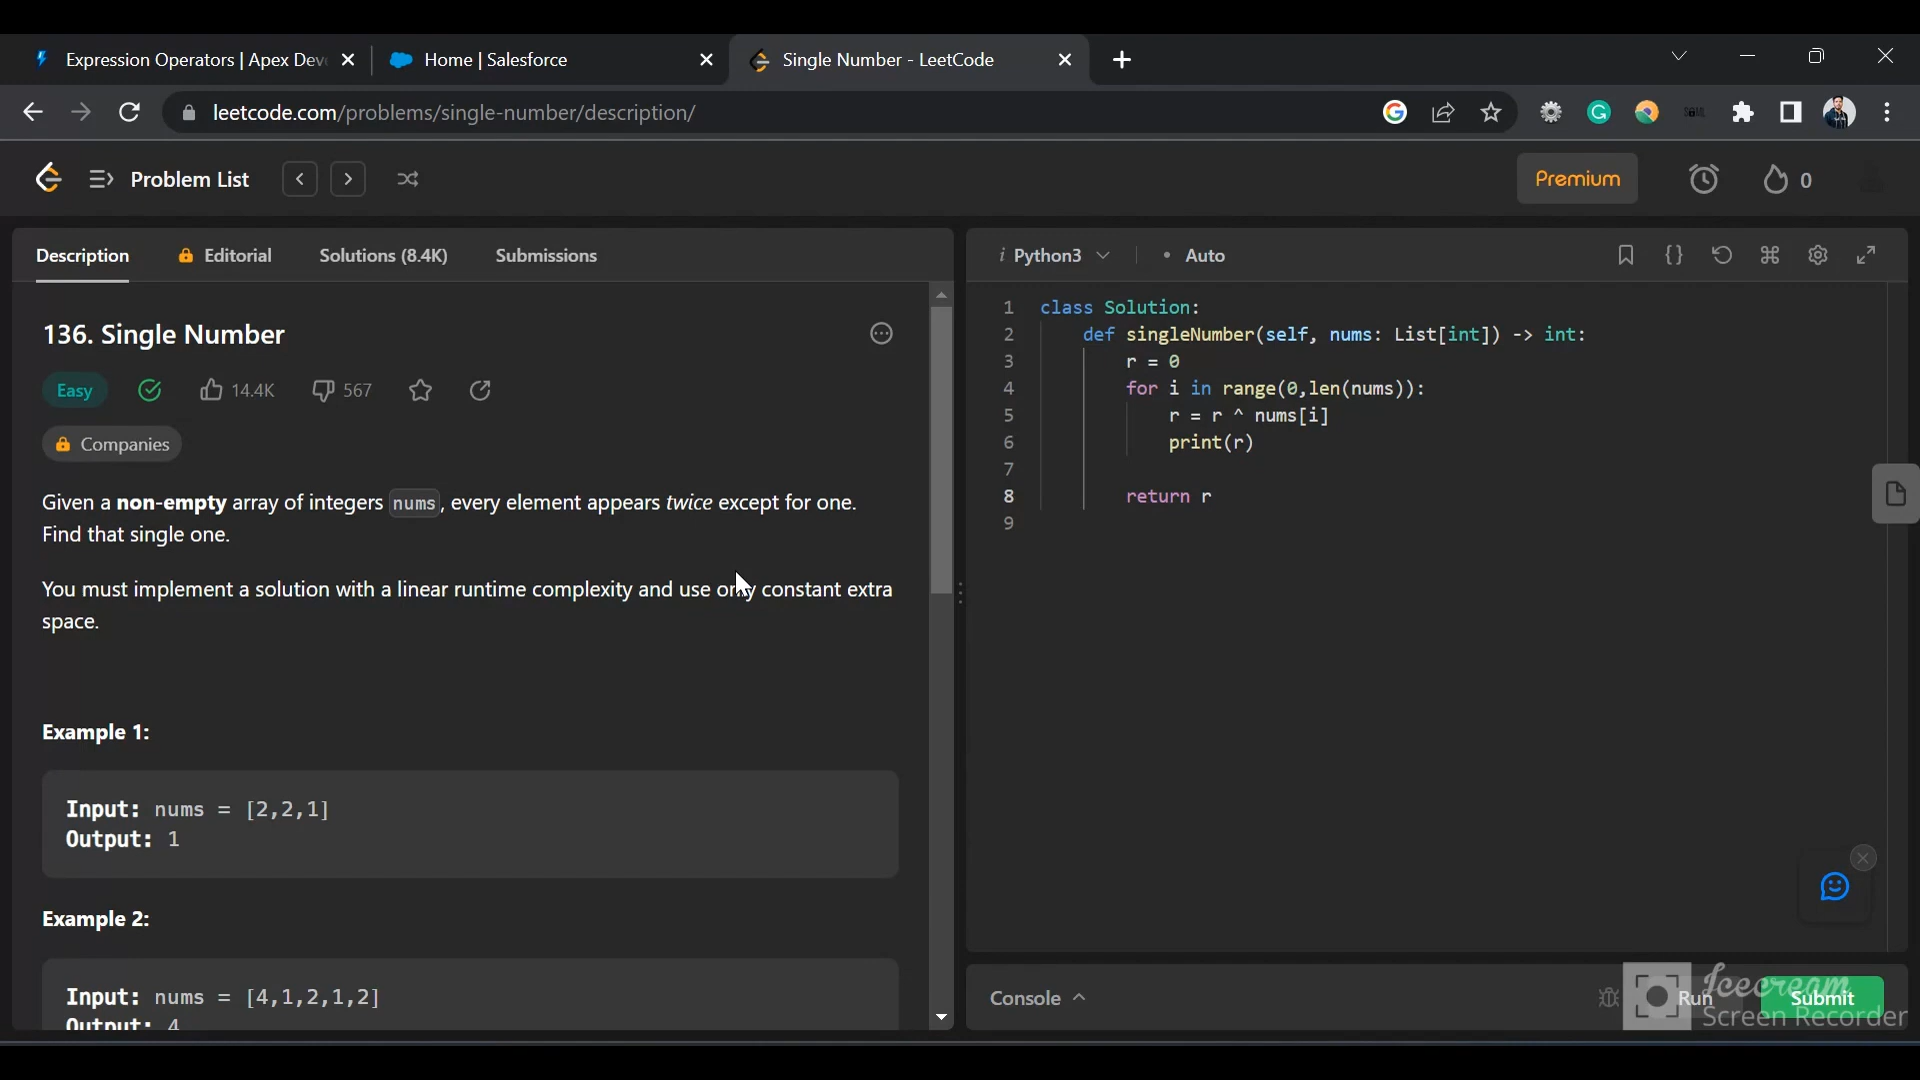 Expression Operators | Apex Dev
Home | Salesforce
Single Number - LeetCode
leetcode.com/problems/single-number/description/
Problem List
Premium
0
Description
Editorial
Solutions (8.4K)
Submissions
136. Single Number
Easy
14.4K
567
Companies
Given a non-empty array of integers nums, every element appears twice except for one.
Find that single one.
You must implement a solution with a linear runtime complexity and use only constant extra
space.
Example 1:
Input: nums = [2,2,1]
Output: 1
Example 2:
Input: nums = [4,1,2,1,2]
Output: 4
i Python3
• Auto
1 class Solution:
2 def singleNumber(self, nums: List[int]) -> int:
3 r = 0
4 for i in range(0,len(nums)):
5 r = r ^ nums[i]
6 print(r)
7
8 return r
9
Console
Run
Submit
Icecream
Screen Recorder